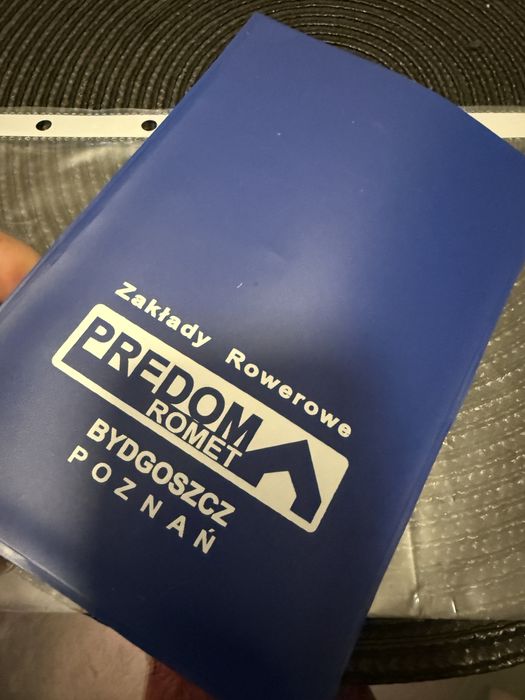 Zakłady Rowerowe
PREDOM
ROMET
BYDGOSZCZ
POZNAŃ